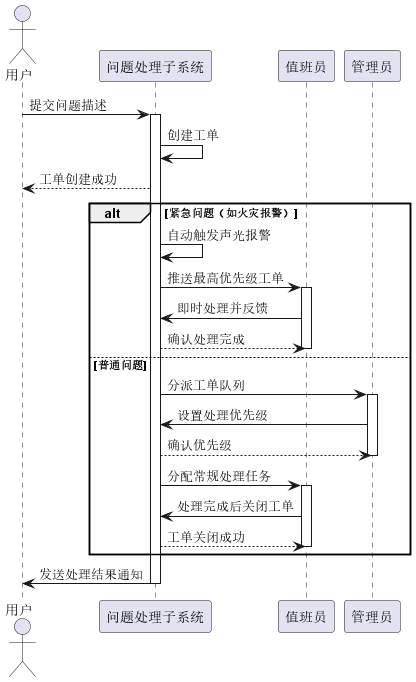 用户
问题处理子系统
值班员
管理员
提交问题描述
创建工单
工单创建成功
alt
[紧急问题（如火灾报警）]
自动触发声光报警
推送最高优先级工单
即时处理并反馈
确认处理完成
[普通问题]
分派工单队列
设置处理优先级
确认优先级
分配常规处理任务
处理完成后关闭工单
工单关闭成功
发送处理结果通知
用户
问题处理子系统
值班员
管理员